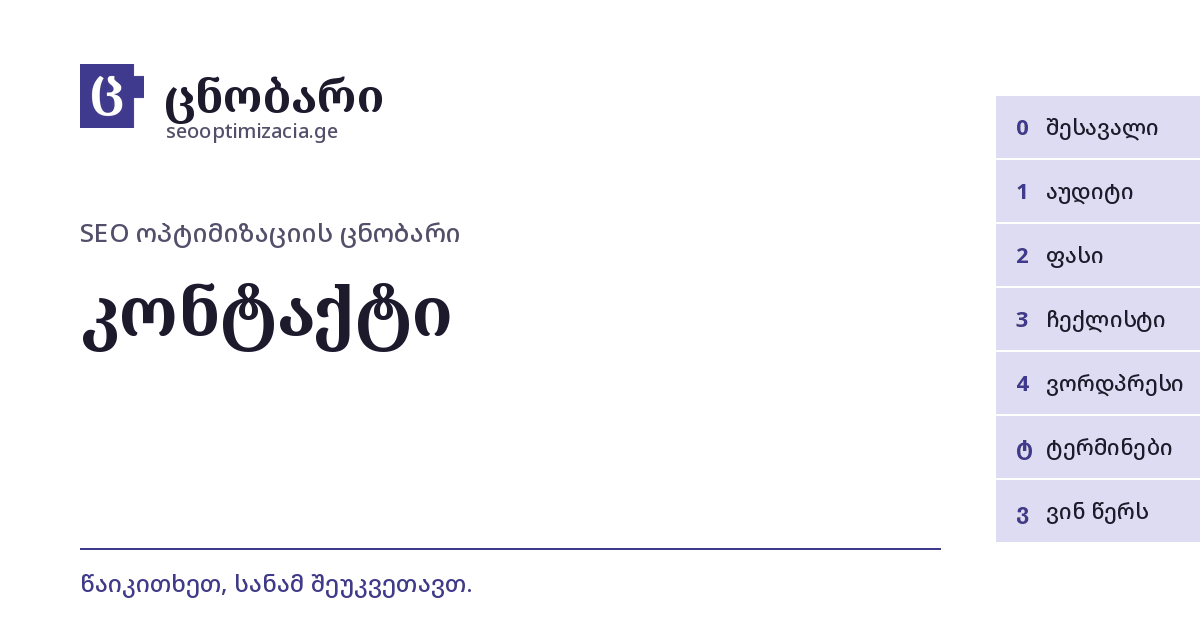 ც ცნობარი
seooptimizacia.ge
SEO ოპტიმიზაციის ცნობარი
კონტაქტი
0 შესავალი
1 აუდიტი
2 ფასი
3 ჩექლისტი
4 ვორდპრესი
ტ ტერმინები
ვ ვინ წერს
წაიკითხეთ, სანამ შეუკვეთავთ.